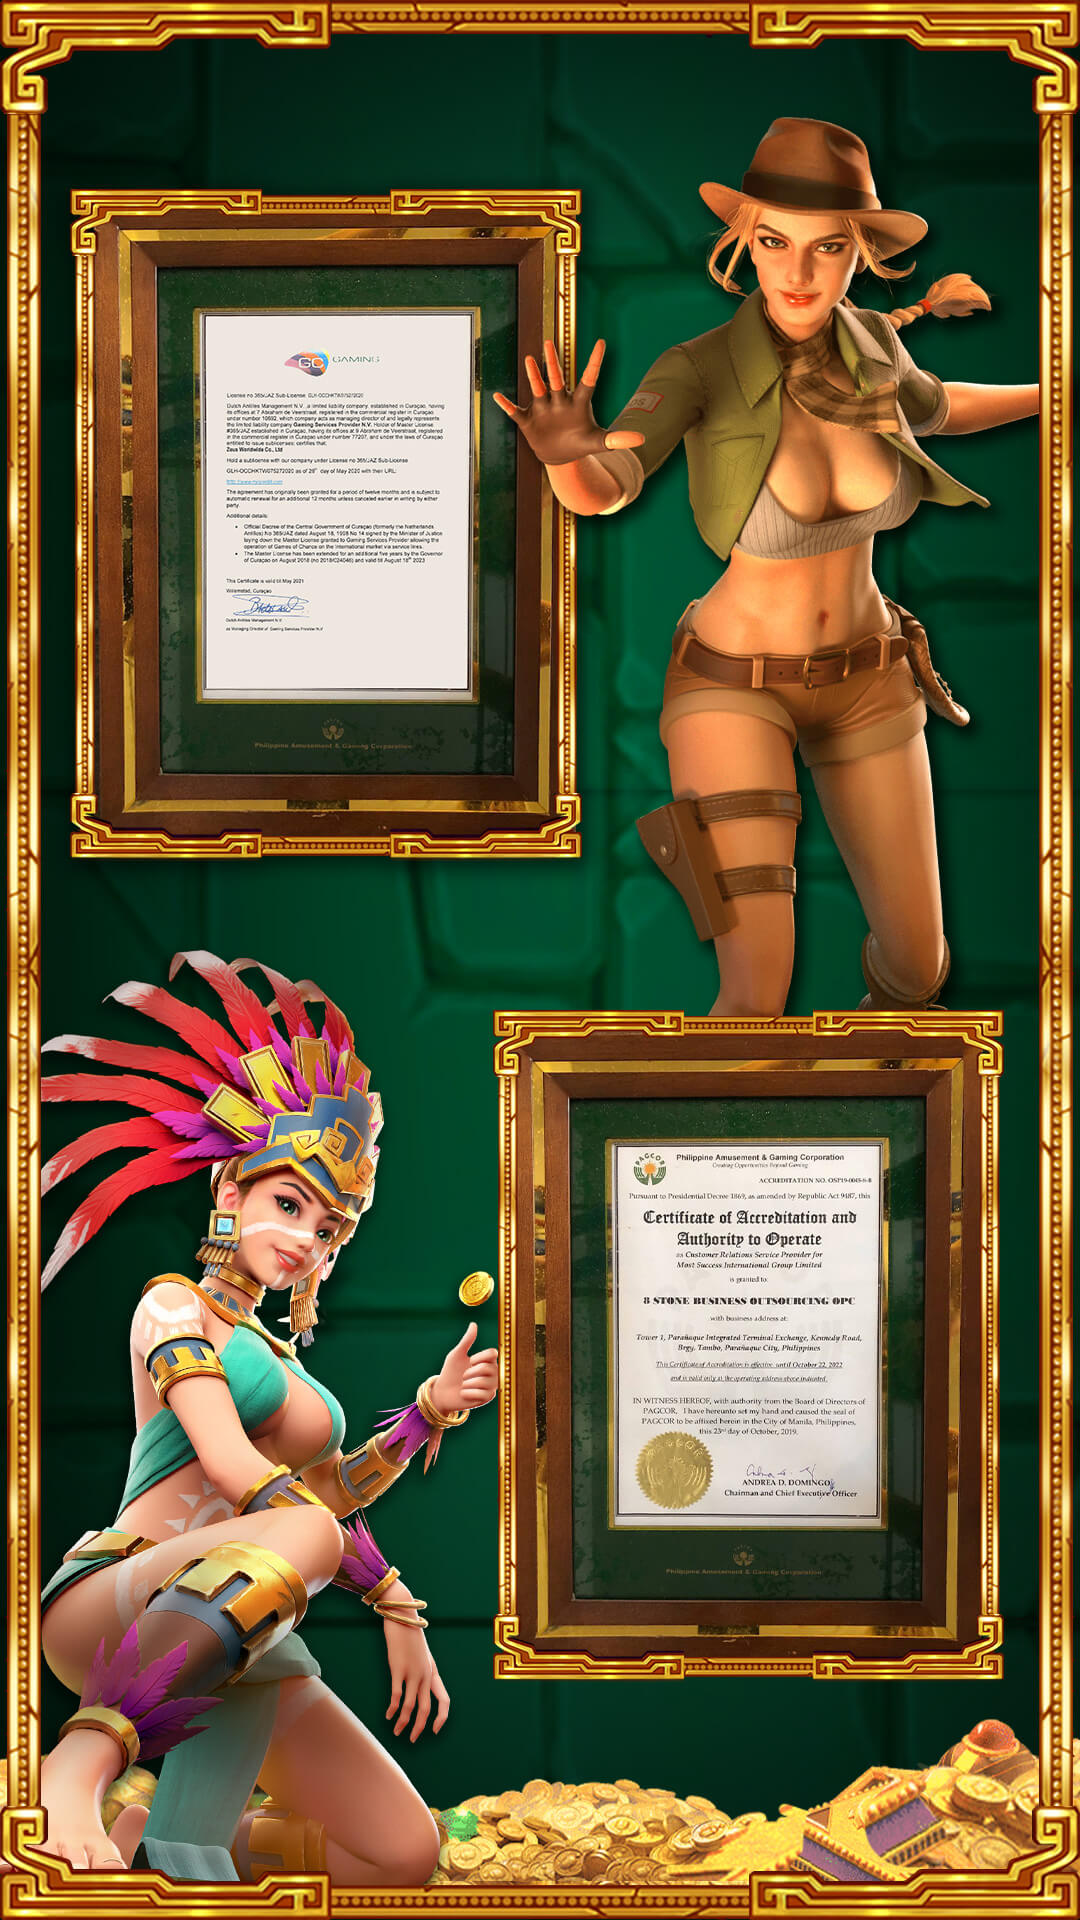 GC GAMING
License no 365/JAZ Sub-License
Dutch Antilles Management N.V., a limited liability company, established in Curaçao, having
its offices at 7 Abraham de Veerstraat, registered in the commercial register in Curaçao
under number 10692, which company acts as managing director of and legally represents
the limited liability company Gaming Services Provider N.V. Holder of Master License
#365/JAZ established in Curaçao, having its offices at 9 Abraham de Veerstraat, registered
in the commercial register in Curaçao under number 77207, and under the laws of Curaçao
entitled to issue sublicenses; certifies that:
Zeus Worldwide Co., Ltd
Hold a sublicense with our company under License no 365/JAZ Sub-License
GLH-OCCHKTW075272020 as of 28th day of May 2020 with their URL:
The agreement has originally been granted for a period of twelve months and is subject to
automatic renewal for an additional 12 months unless canceled earlier in writing by either
party.
Additional details:
• Official Decree of the Central Government of Curaçao (formerly the Netherlands
Antilles) No 365/JAZ dated August 18, 1998 No 14 signed by the Minister of Justice
laying down the Master License granted to Gaming Services Provider allowing the
operation of Games of Chance on the international market via service lines.
• The Master License has been extended for an additional five years by the Governor
of Curaçao on August 2018 (no 2018/C24046) and valid till August 18th 2023
This Certificate is valid till May 2021
Willemstad, Curaçao
Dutch Antilles Management N.V
as Managing Director of Gaming Services Provider N.V
Philippine Amusement & Gaming Corporation
PAGCOR
Philippine Amusement & Gaming Corporation
Creating Opportunities Beyond Gaming
ACCREDITATION NO.
Pursuant to Presidential Decree 1869, as amended by Republic Act 9487, this
Certificate of Accreditation and
Authority to Operate
as Customer Relations Service Provider for
Most Success International Group Limited
is granted to:
8 STONE BUSINESS OUTSOURCING OPC
with business address at:
Tower 1, Parañaque Integrated Terminal Exchange, Kennedy Road,
Brgy. Tambo, Parañaque City, Philippines
This Certificate of Accreditation is effective until October 22, 2022
and is valid only at the operating address above indicated.
IN WITNESS HEREOF, with authority from the Board of Directors of
PAGCOR, I have hereunto set my hand and caused the seal of
PAGCOR to be affixed herein in the City of Manila, Philippines,
this 23rd day of October, 2019.
ANDREA D. DOMINGO
Chairman and Chief Executive Officer
Philippine Amusement & Gaming Corporation